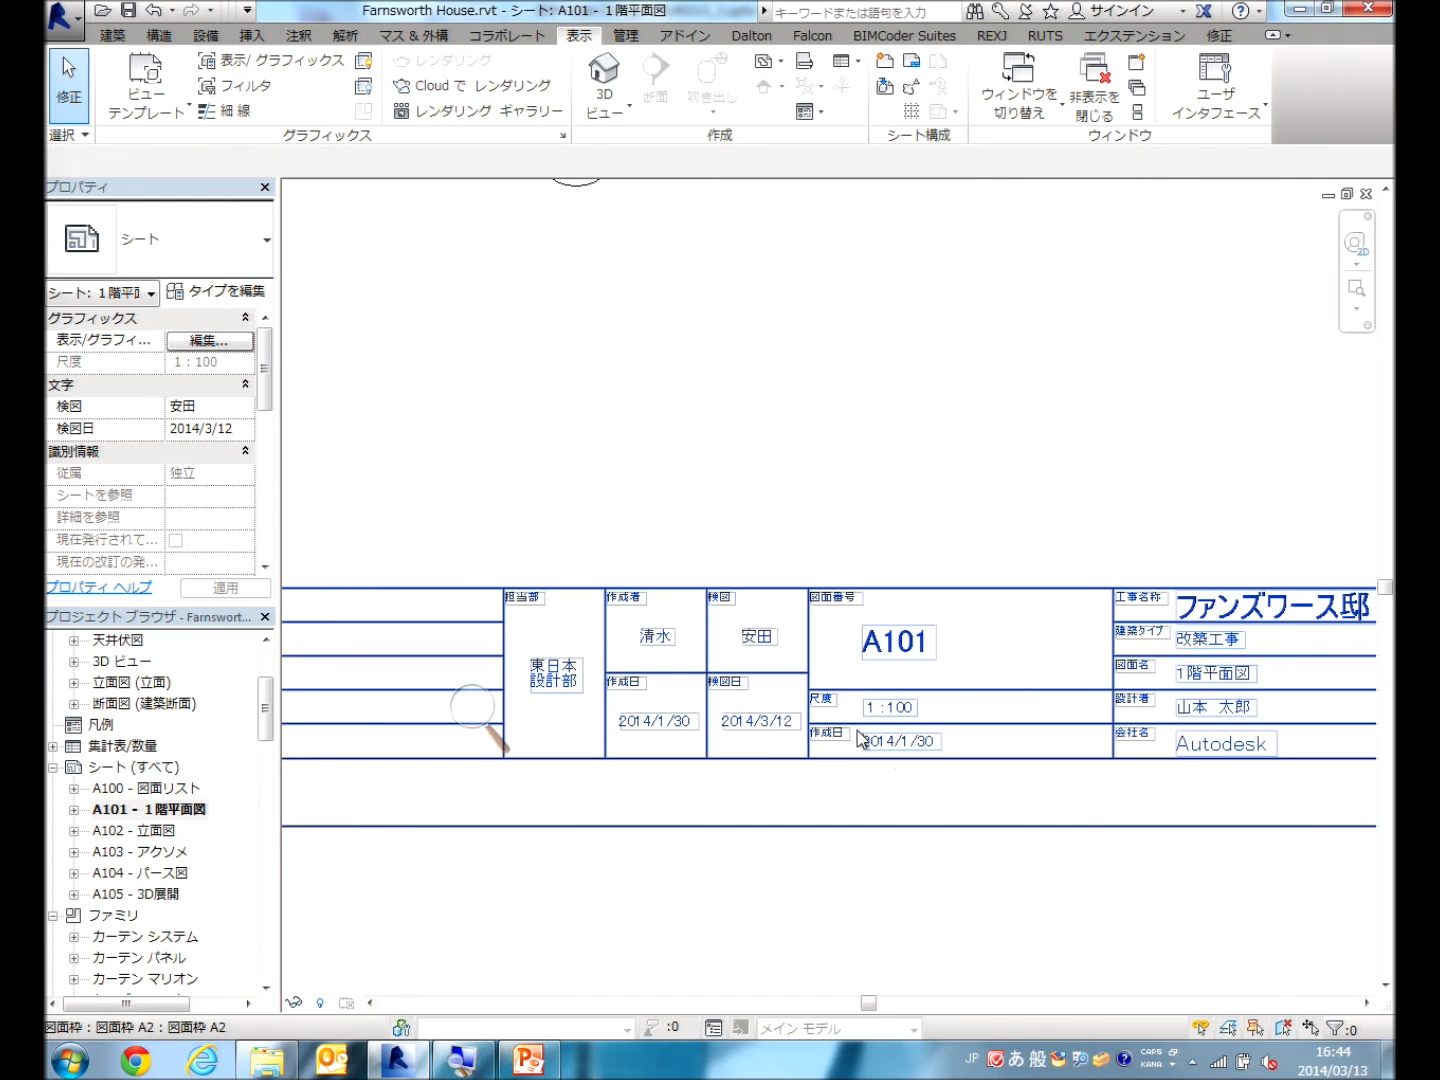 Farnsworth House.rvt - シート: A101 - 1階平面図
キーワードまたは語句を入力
サインイン
建築 構造 設備 挿入 注釈 解析 マス & 外構 コラボレート 表示 管理 アドイン Dalton Falcon BIMCoder Suites REXJ RUTS エクステンション 修正
修正
ビュー
テンプレート
表示/ グラフィックス
フィルタ
細 線
レンダリング
Cloud で レンダリング
レンダリング ギャラリー
3D
ビュー
断面
吹き出し
ウィンドウを
切り替え
非表示を
閉じる
ユーザ
インタフェース
選択
グラフィックス
作成
シート構成
ウィンドウ
プロパティ
シート
シート: 1階平面
タイプを編集
グラフィックス
表示/グラフィ... 編集...
尺度 1 : 100
文字
検図 安田
検図日 2014/3/12
識別情報
従属 独立
シートを参照
詳細を参照
現在発行されて...
現在の改訂の発...
プロパティ ヘルプ 適用
プロジェクト ブラウザ - Farnswort...
天井伏図
3D ビュー
立面図 (立面)
断面図 (建築断面)
凡例
集計表/数量
シート (すべて)
A100 - 図面リスト
A101 - 1階平面図
A102 - 立面図
A103 - アクソメ
A104 - パース図
A105 - 3D展開
ファミリ
カーテン システム
カーテン パネル
カーテン マリオン
2D
担当部
東日本
設計部
作成者
清水
作成日
2014/1/30
検図
安田
検図日
2014/3/12
図面番号
A101
尺度
1 : 100
作成日
2014/1/30
工事名称 ファンズワース邸
建築タイプ 改築工事
図面名 1階平面図
設計者 山本 太郎
会社名 Autodesk
図面枠 : 図面枠 A2 : 図面枠 A2
:0
メイン モデル
:0
JP
あ 般
CAPS
KANA
16:44
2014/03/13